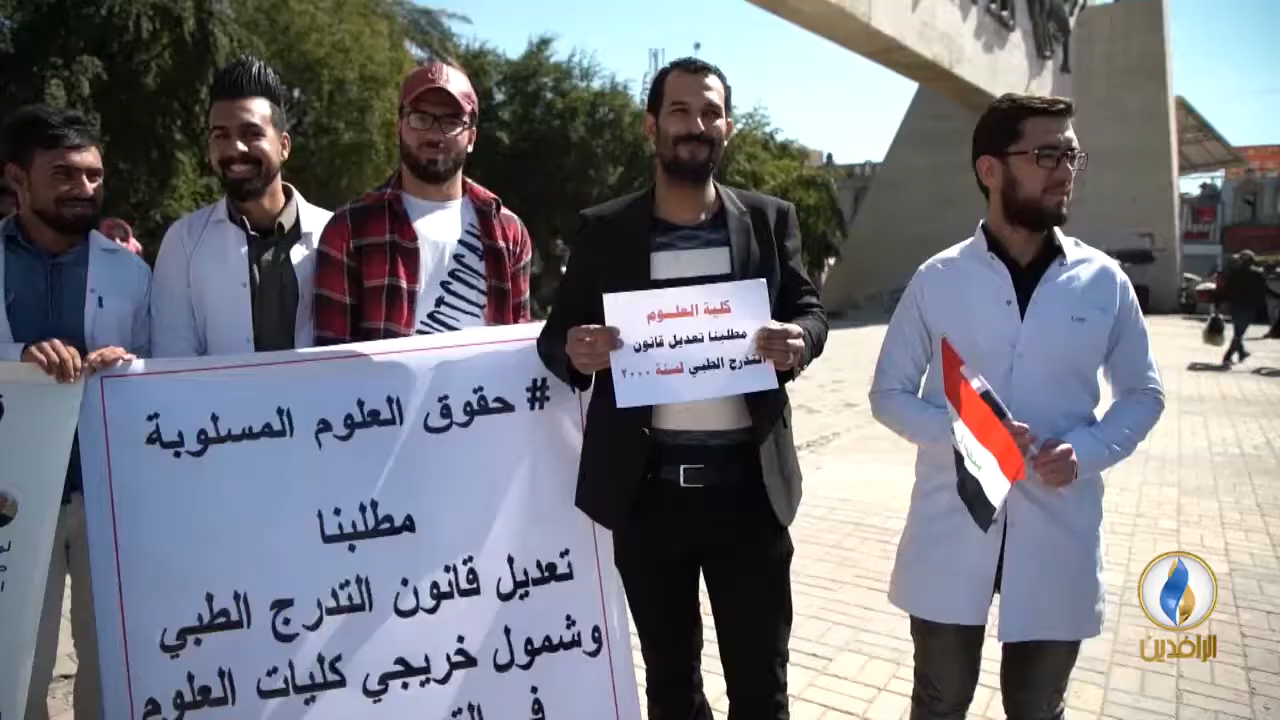 # حقوق العلوم المسلوبة
مطلبنا
تعديل قانون التدرج الطبي
وشمول خريجي كليات العلوم
في
كلية العلوم
مطلبنا تعديل قانون
التدرج الطبي لسنة ٢٠٠٠
الرافدين